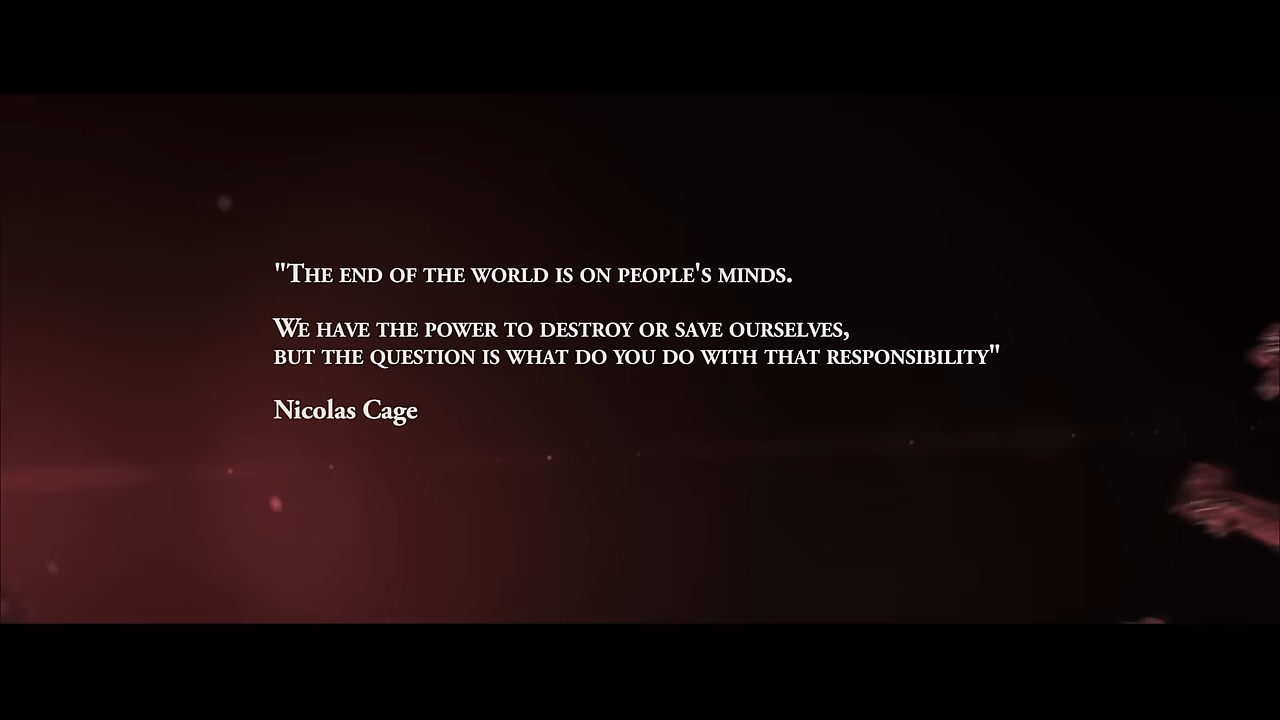 "The end of the world is on people's minds.
We have the power to destroy or save ourselves,
but the question is what do you do with that responsibility"
Nicolas Cage